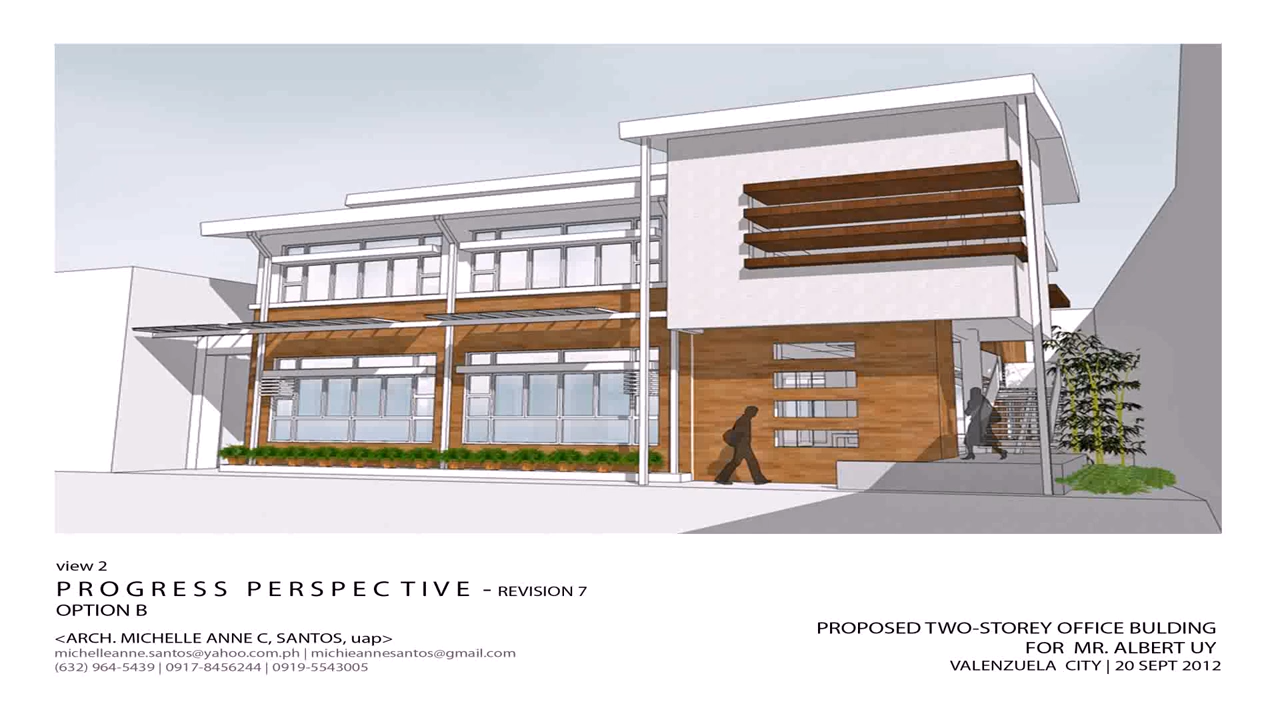 view 2
PROGRESS PERSPECTIVE - REVISION 7
OPTION B
<ARCH. MICHELLE ANNE C, SANTOS, uap>
michelleanne.santos@yahoo.com.ph | michieannesantos@gmail.com
(632) 964-5439 | 0917-8456244 | 0919-5543005
PROPOSED TWO-STOREY OFFICE BULDING
FOR MR. ALBERT UY
VALENZUELA CITY | 20 SEPT 2012